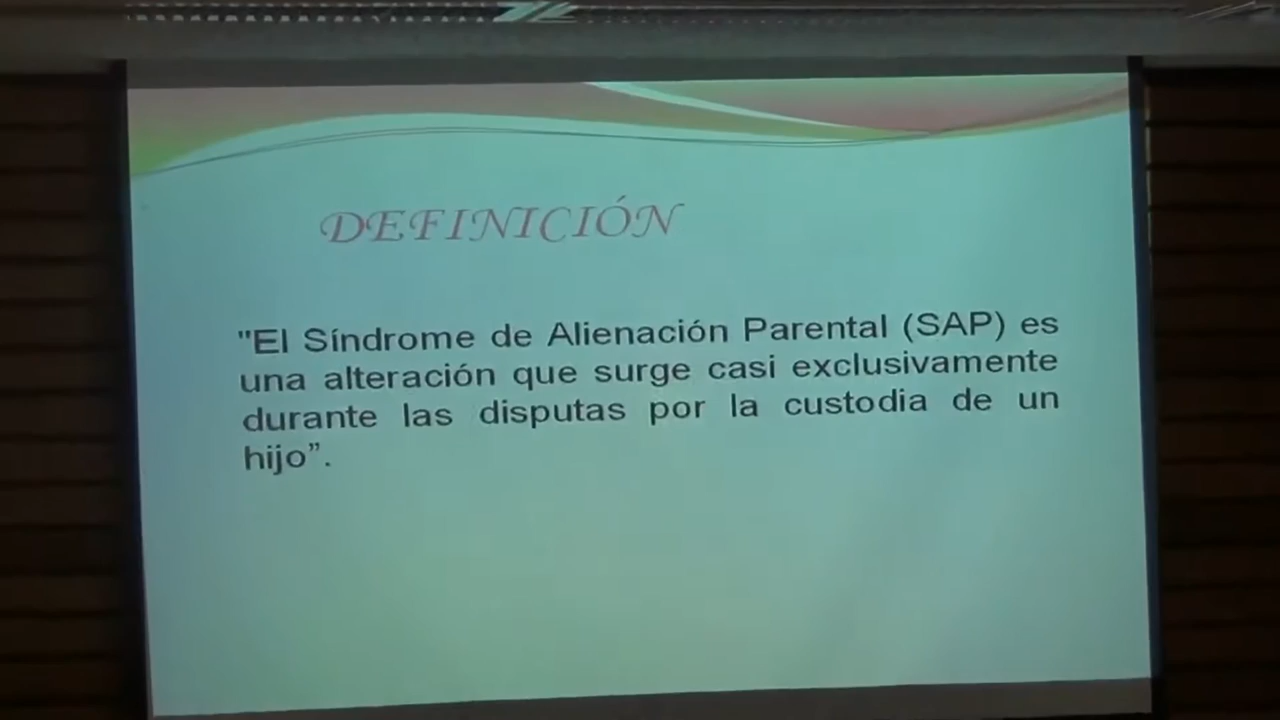 DEFINICIÓN
"El Síndrome de Alienación Parental (SAP) es
una alteración que surge casi exclusivamente
durante las disputas por la custodia de un
hijo”.